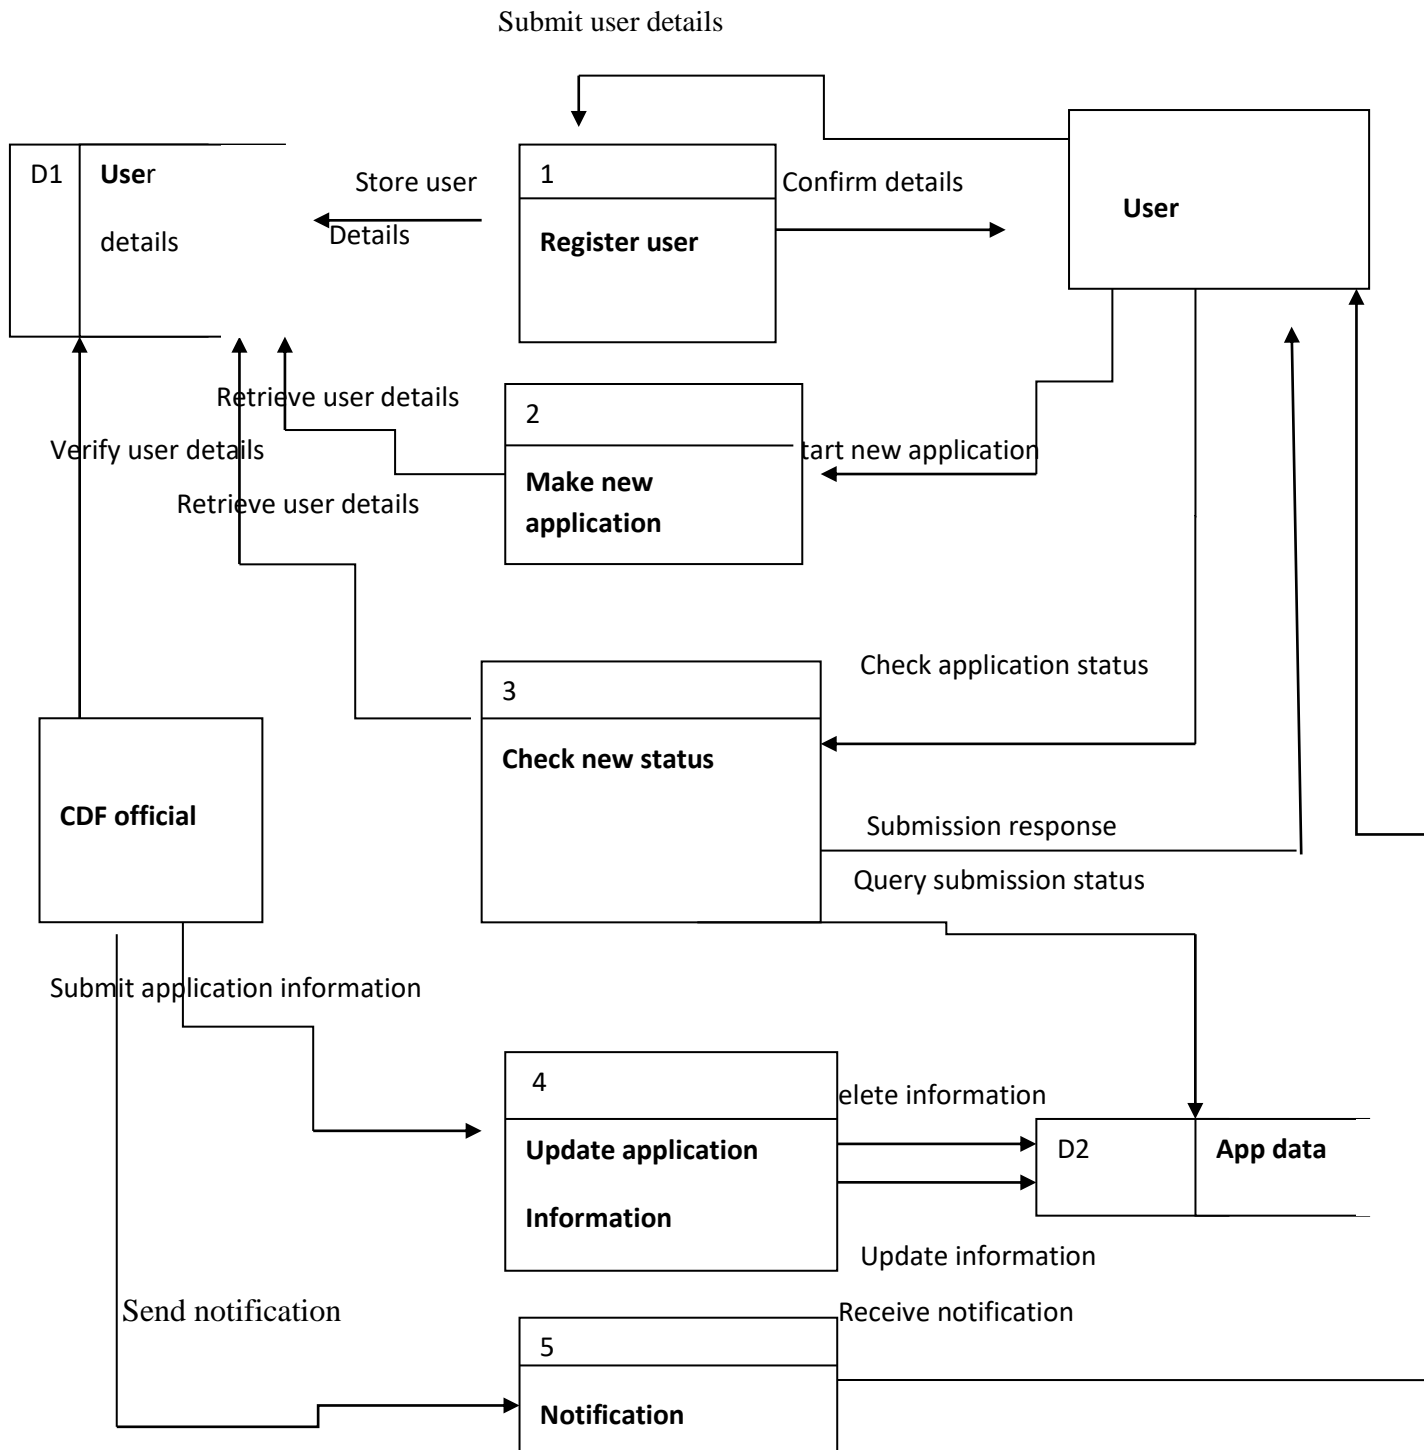 Submit user details
D1
User
details
Store user
Details
1
Register user
Confirm details
User
Retrieve user details
Verify user details
Retrieve user details
2
Make new
application
tart new application
3
Check new status
Check application status
CDF official
Submission response
Query submission status
Submit application information
4
Update application
Information
elete information
D2
App data
Update information
Send notification
Receive notification
5
Notification